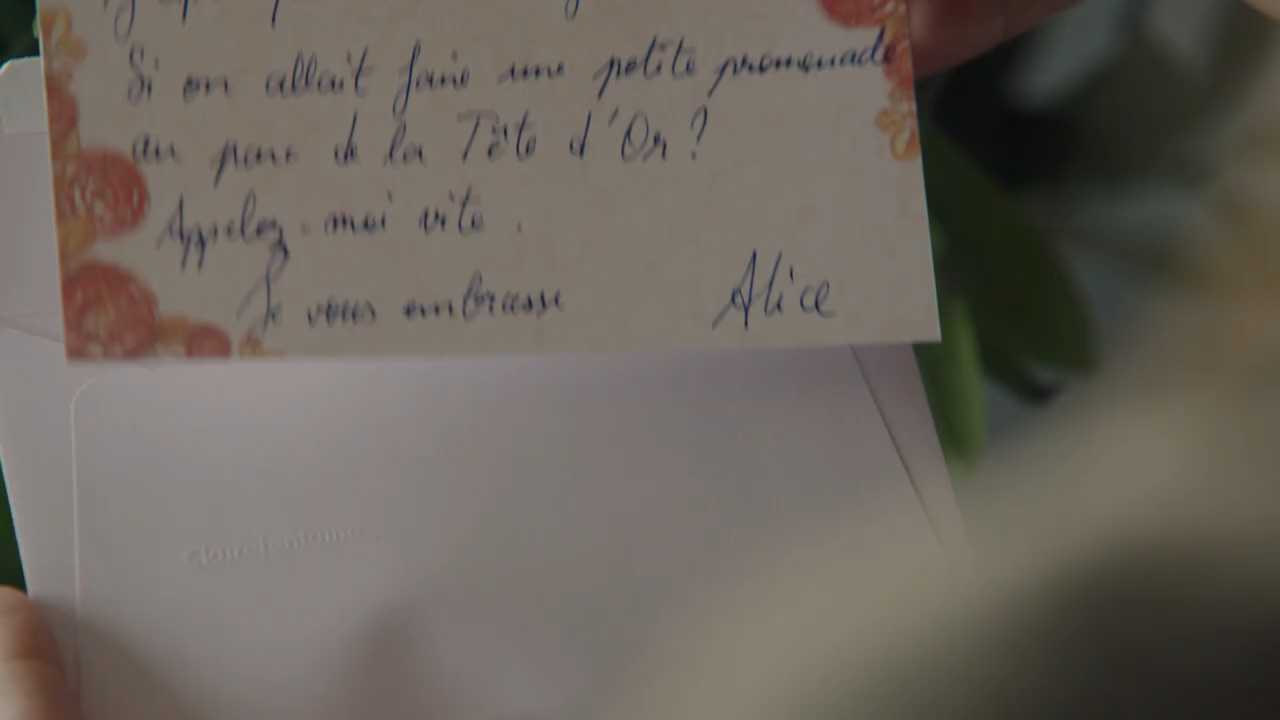 Si on allait faire une petite promenade
au parc de la Tête d'Or ?
Appelez-moi vite .
Je vous embrasse
Alice
Clairefontaine